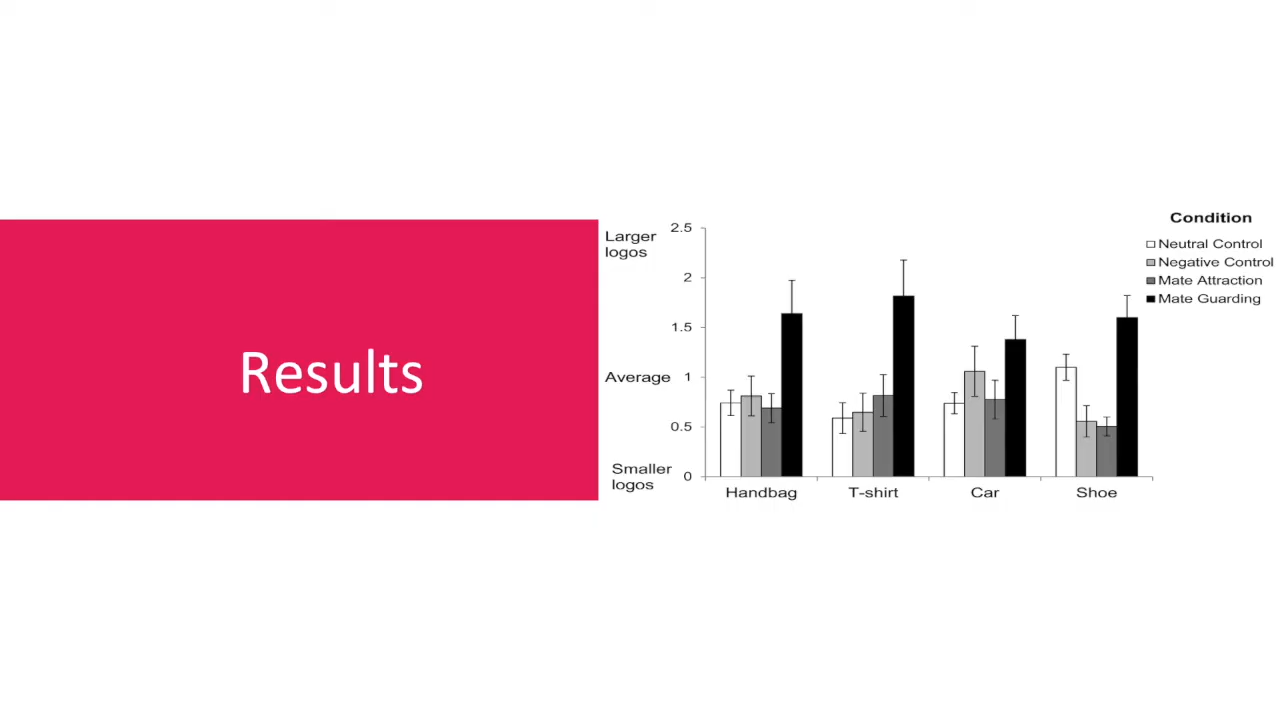 Results
Larger
logos
Average
Smaller
logos
2.5
2
1.5
1
0.5
0
Handbag T-shirt Car Shoe
Condition
Neutral Control
Negative Control
Mate Attraction
Mate Guarding